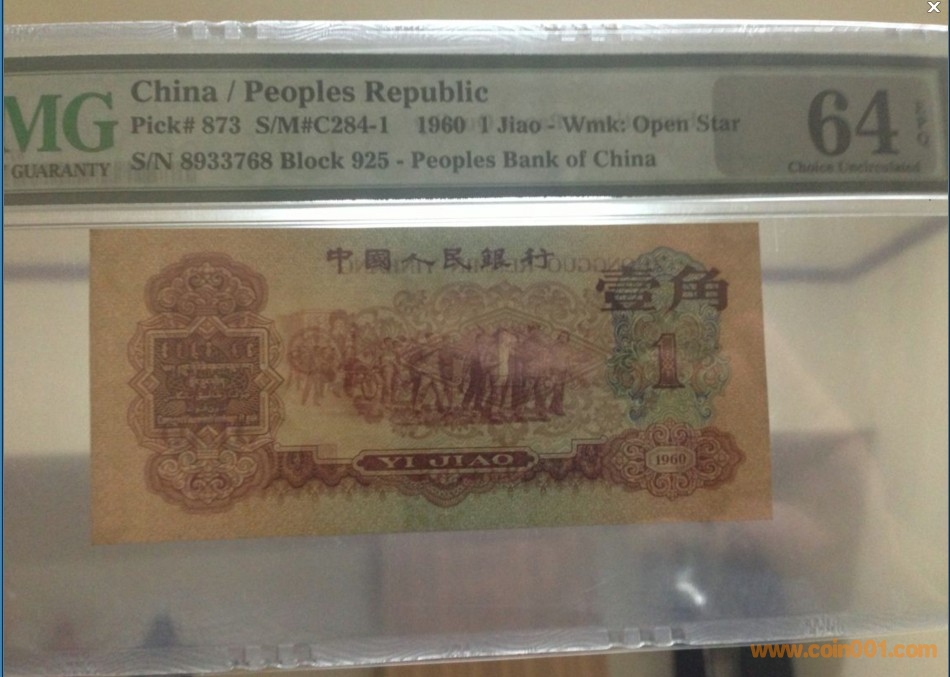 MG
GUARANTY
China / Peoples Republic
Pick# 873 S/M#C284-1 1960 1 Jiao - Wmk: Open Star
S/N 8933768 Block 925 - Peoples Bank of China
64
EPQ
Choice Uncirculated
中國人民銀行
壹角
1
YI JIAO
1960
www.coin001.com